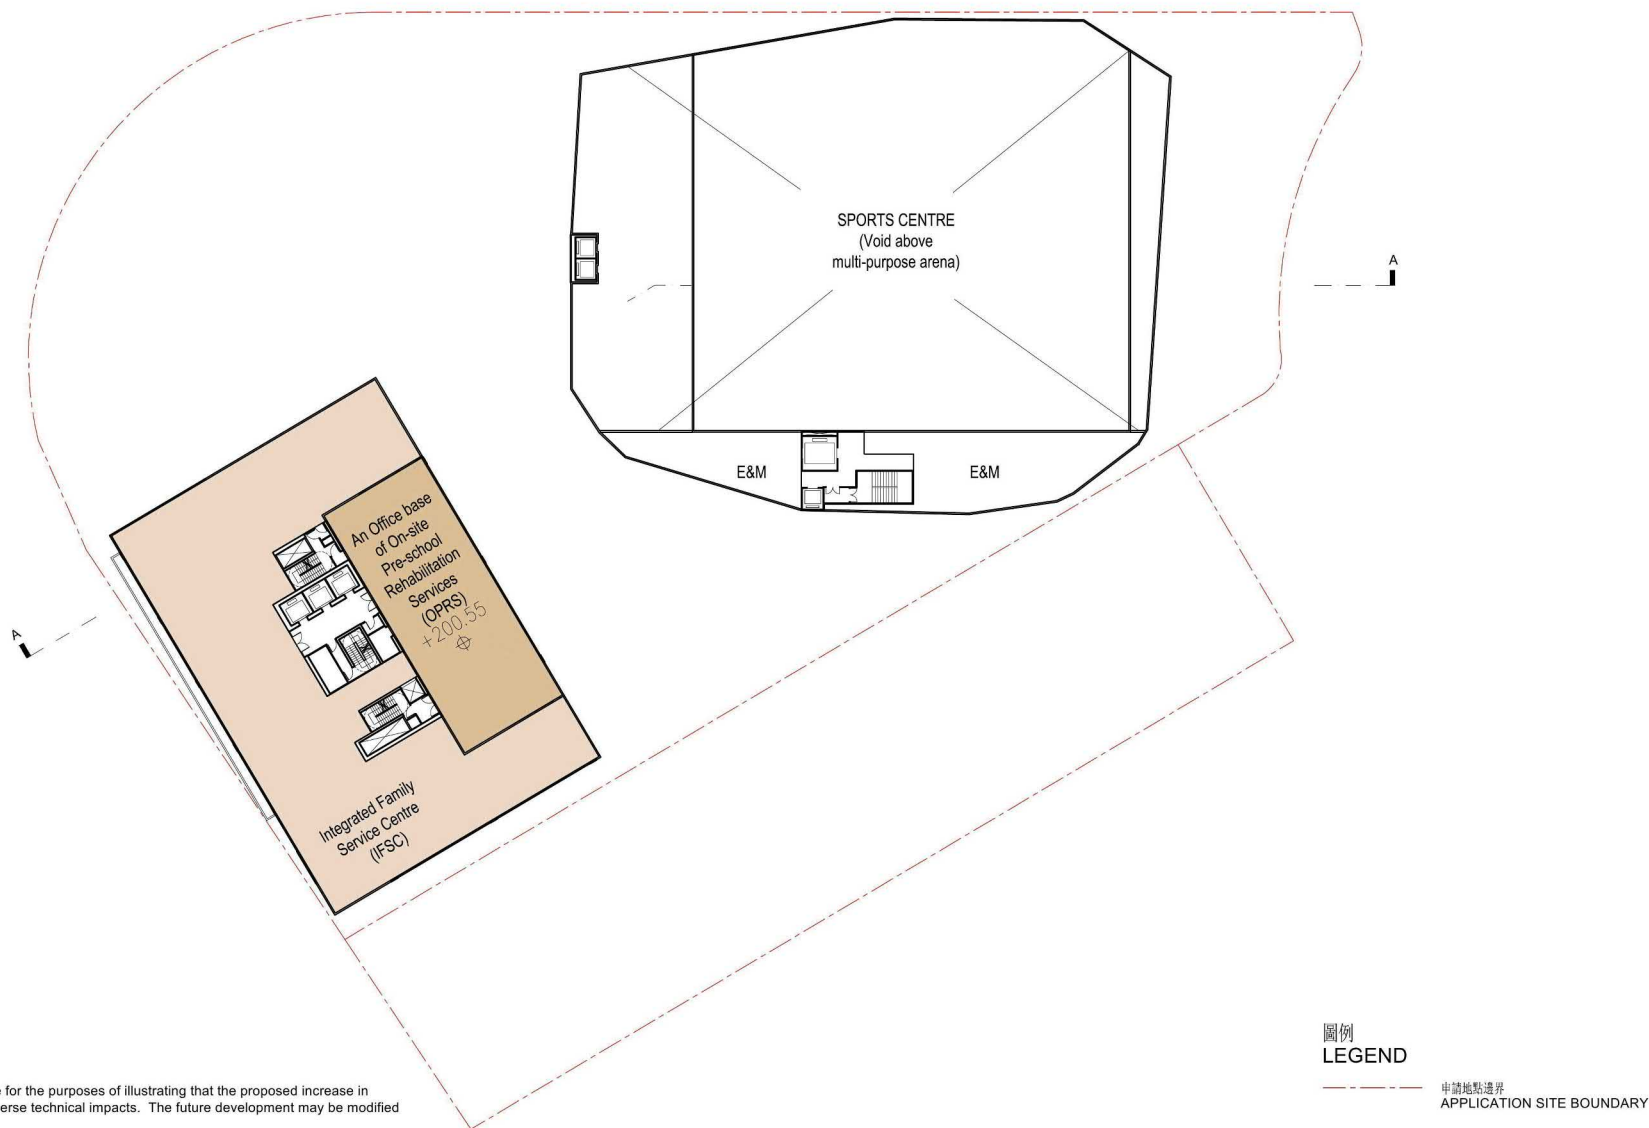 SPORTS CENTRE
(Void above
multi-purpose arena)
A
E&M
E&M
An Office base
of On-site
Pre-school
Rehabilitation
Services
(OPRS)
+200.55
A
Integrated Family
Service Centre
(IFSC)
圖例
LEGEND
申請地點邊界
APPLICATION SITE BOUNDARY
for the purposes of illustrating that the proposed increase in
erse technical impacts. The future development may be modified